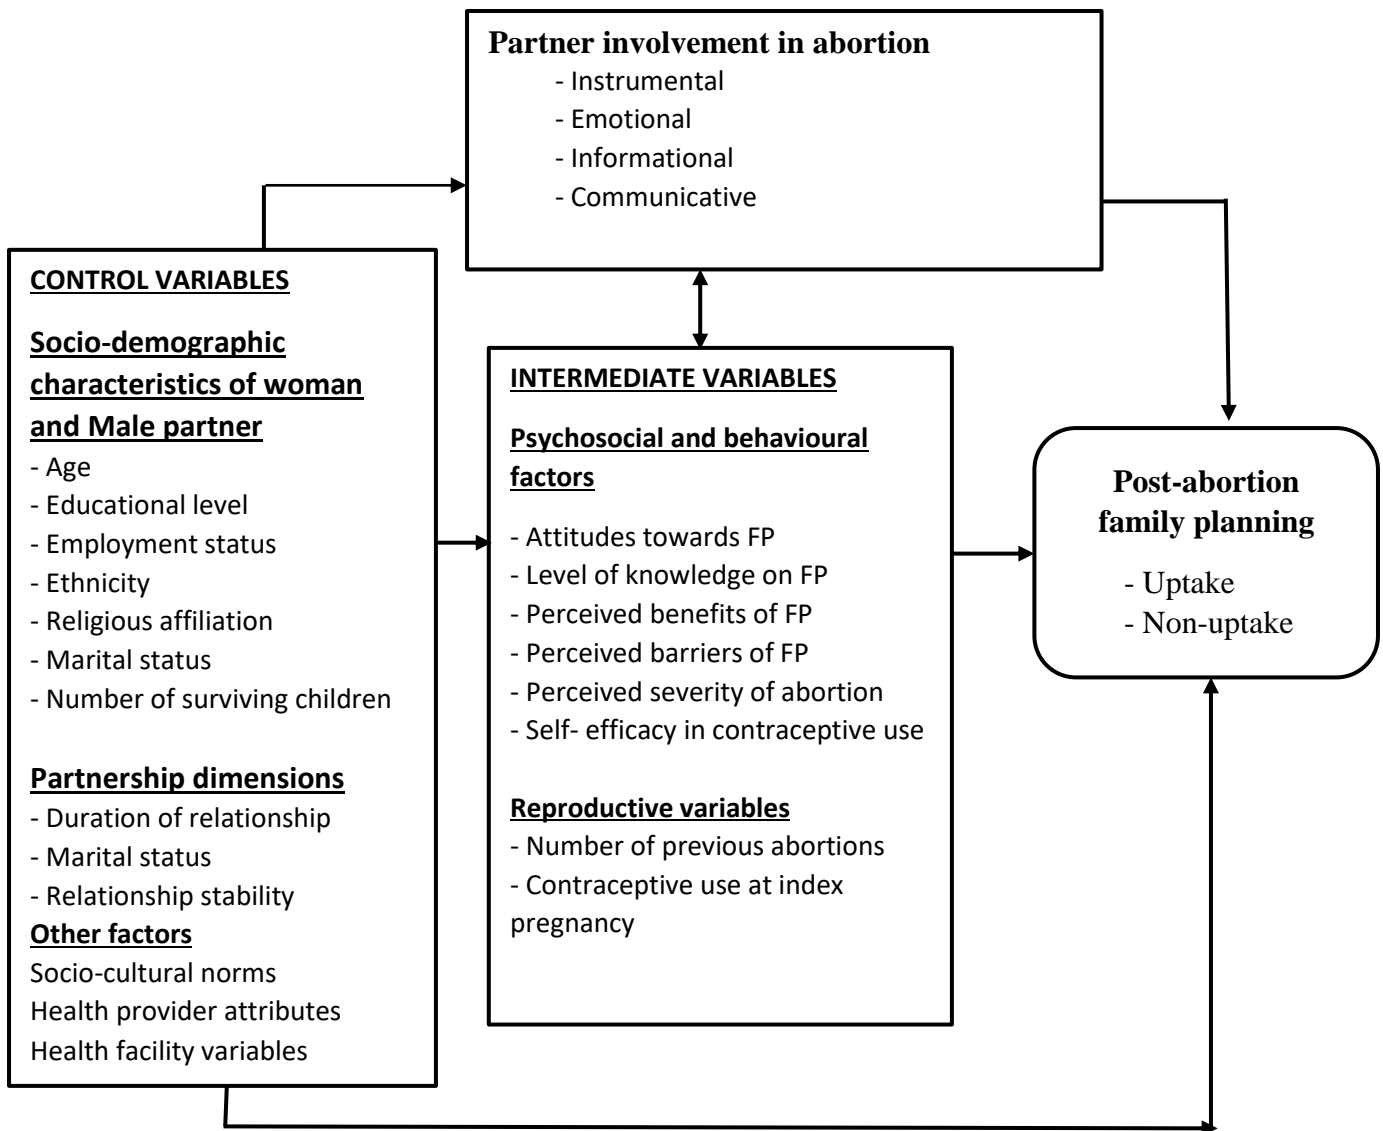 Partner involvement in abortion
- Instrumental
- Emotional
- Informational
- Communicative
CONTROL VARIABLES
Socio-demographic
characteristics of woman
and Male partner
- Age
- Educational level
- Employment status
- Ethnicity
- Religious affiliation
- Marital status
- Number of surviving children
Partnership dimensions
- Duration of relationship
- Marital status
- Relationship stability
Other factors
Socio-cultural norms
Health provider attributes
Health facility variables
INTERMEDIATE VARIABLES
Psychosocial and behavioural
factors
- Attitudes towards FP
- Level of knowledge on FP
- Perceived benefits of FP
- Perceived barriers of FP
- Perceived severity of abortion
- Self- efficacy in contraceptive use
Reproductive variables
- Number of previous abortions
- Contraceptive use at index
pregnancy
Post-abortion
family planning
- Uptake
- Non-uptake